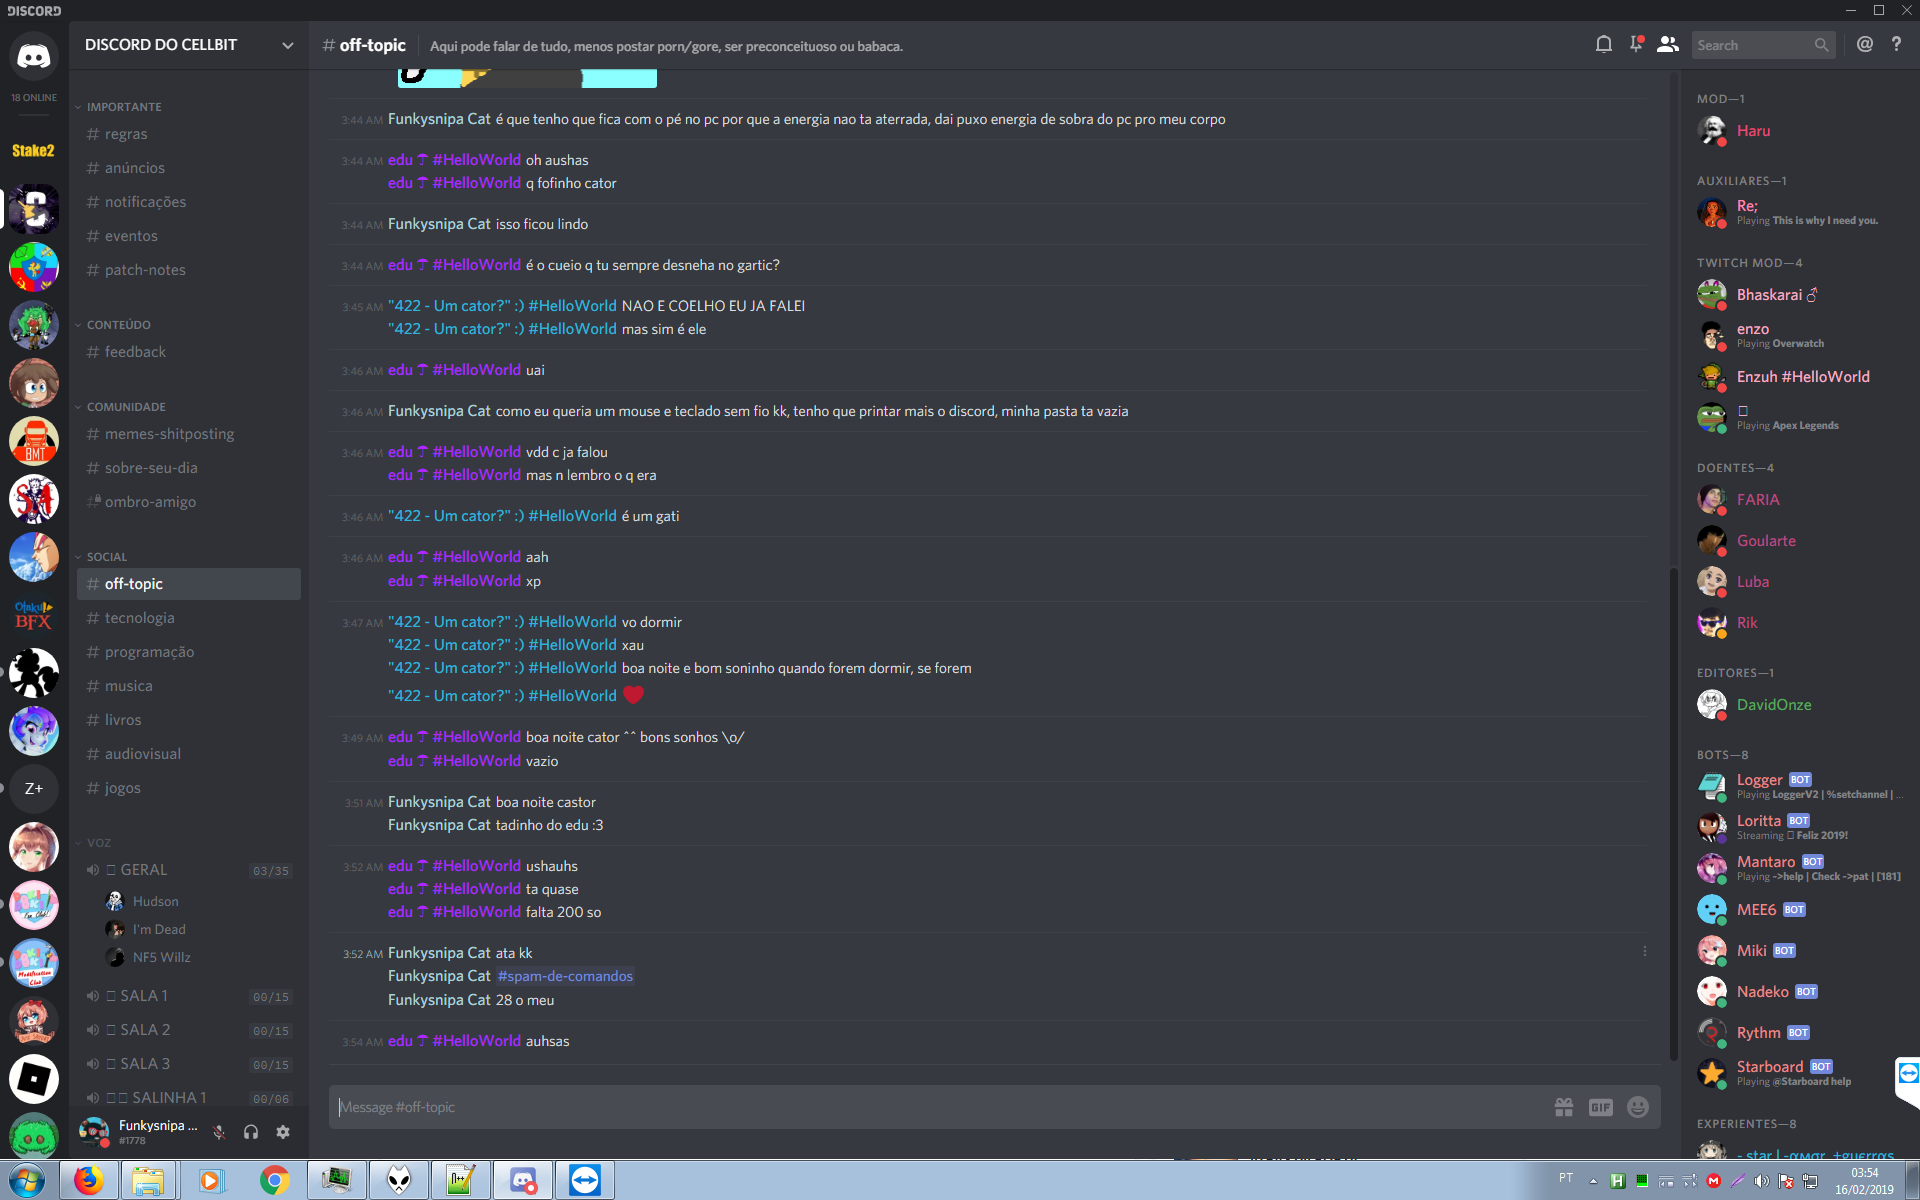 DISCORD
18 ONLINE
Stake2
BMT
Otaku
BFX
Z+
DISCORD DO CELLBIT
IMPORTANTE
# regras
# anúncios
# notificações
# eventos
# patch-notes
CONTEÚDO
# feedback
COMUNIDADE
# memes-shitposting
# sobre-seu-dia
ombro-amigo
SOCIAL
# off-topic
# tecnologia
# programação
# musica
# livros
# audiovisual
# jogos
VOZ
GERAL 03/35
Hudson
I'm Dead
NF5 Willz
SALA 1 00/15
SALA 2 00/15
SALA 3 00/15
SALINHA 1 00/06
Funkysnipa ...
#1778
# off-topic
Aqui pode falar de tudo, menos postar porn/gore, ser preconceituoso ou babaca.
Search
@ ?
3:44 AM Funkysnipa Cat é que tenho que fica com o pé no pc por que a energia nao ta aterrada, dai puxo energia de sobra do pc pro meu corpo
3:44 AM edu ☂ #HelloWorld oh aushas
edu ☂ #HelloWorld q fofinho cator
3:44 AM Funkysnipa Cat isso ficou lindo
3:44 AM edu ☂ #HelloWorld é o cueio q tu sempre desneha no gartic?
3:45 AM "422 - Um cator?" :) #HelloWorld NAO E COELHO EU JA FALEI
"422 - Um cator?" :) #HelloWorld mas sim é ele
3:46 AM edu ☂ #HelloWorld uai
3:46 AM Funkysnipa Cat como eu queria um mouse e teclado sem fio kk, tenho que printar mais o discord, minha pasta ta vazia
3:46 AM edu ☂ #HelloWorld vdd c ja falou
edu ☂ #HelloWorld mas n lembro o q era
3:46 AM "422 - Um cator?" :) #HelloWorld é um gati
3:46 AM edu ☂ #HelloWorld aah
edu ☂ #HelloWorld xp
3:47 AM "422 - Um cator?" :) #HelloWorld vo dormir
"422 - Um cator?" :) #HelloWorld xau
"422 - Um cator?" :) #HelloWorld boa noite e bom soninho quando forem dormir, se forem
"422 - Um cator?" :) #HelloWorld ❤
3:49 AM edu ☂ #HelloWorld boa noite cator ^^ bons sonhos \o/
edu ☂ #HelloWorld vazio
3:51 AM Funkysnipa Cat boa noite castor
Funkysnipa Cat tadinho do edu :3
3:52 AM edu ☂ #HelloWorld ushauhs
edu ☂ #HelloWorld ta quase
edu ☂ #HelloWorld falta 200 so
3:52 AM Funkysnipa Cat ata kk
Funkysnipa Cat #spam-de-comandos
Funkysnipa Cat 28 o meu
3:54 AM edu ☂ #HelloWorld auhsas
Message #off-topic
GIF
MOD—1
Haru
AUXILIARES—1
Re;
Playing This is why I need you.
TWITCH MOD—4
Bhaskarai ♂
enzo
Playing Overwatch
Enzuh #HelloWorld
Playing Apex Legends
DOENTES—4
FARIA
Goularte
Luba
Rik
EDITORES—1
DavidOnze
BOTS—8
Logger BOT
Playing LoggerV2 | %setchannel | ...
Loritta BOT
Streaming Feliz 2019!
Mantaro BOT
Playing ->help | Check ->pat | [181]
MEE6 BOT
Miki BOT
Nadeko BOT
Rythm BOT
Starboard BOT
Playing @Starboard help
EXPERIENTES—8
PT
03:54
16/02/2019